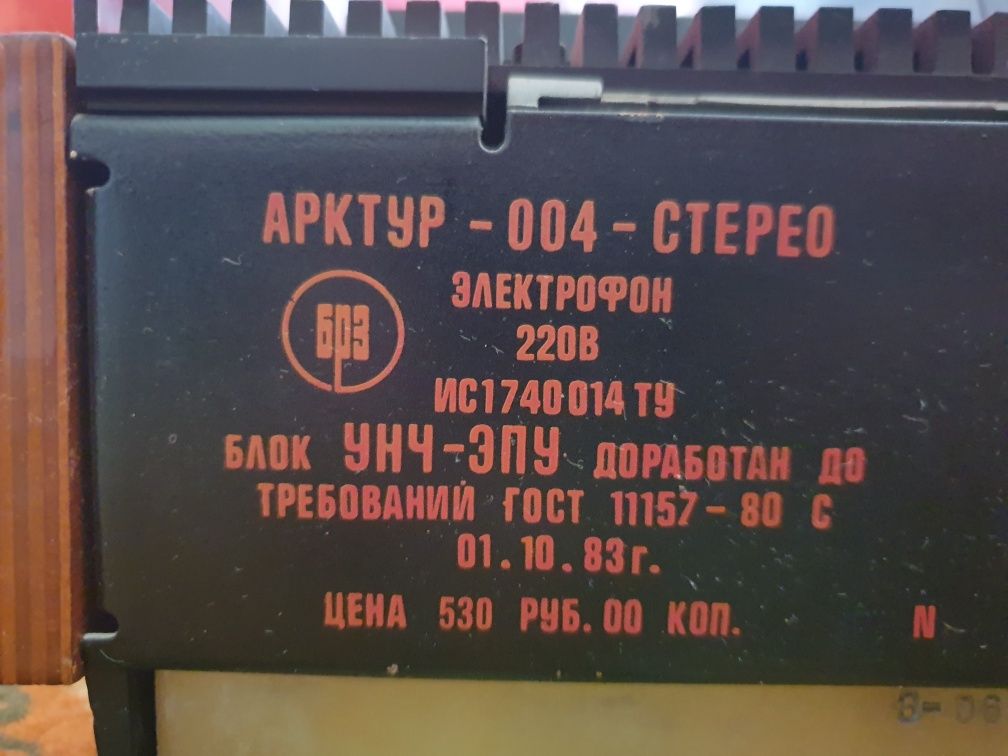 АРКТУР - 004 - СТЕРЕО
БРЗ
ЭЛЕКТРОФОН
220В
ИС1740014 ТУ
БЛОК УНЧ-ЭПУ ДОРАБОТАН ДО
ТРЕБОВАНИЙ ГОСТ 11157 - 80 С
01.10.83г.
ЦЕНА 530 РУБ. 00 КОП. N